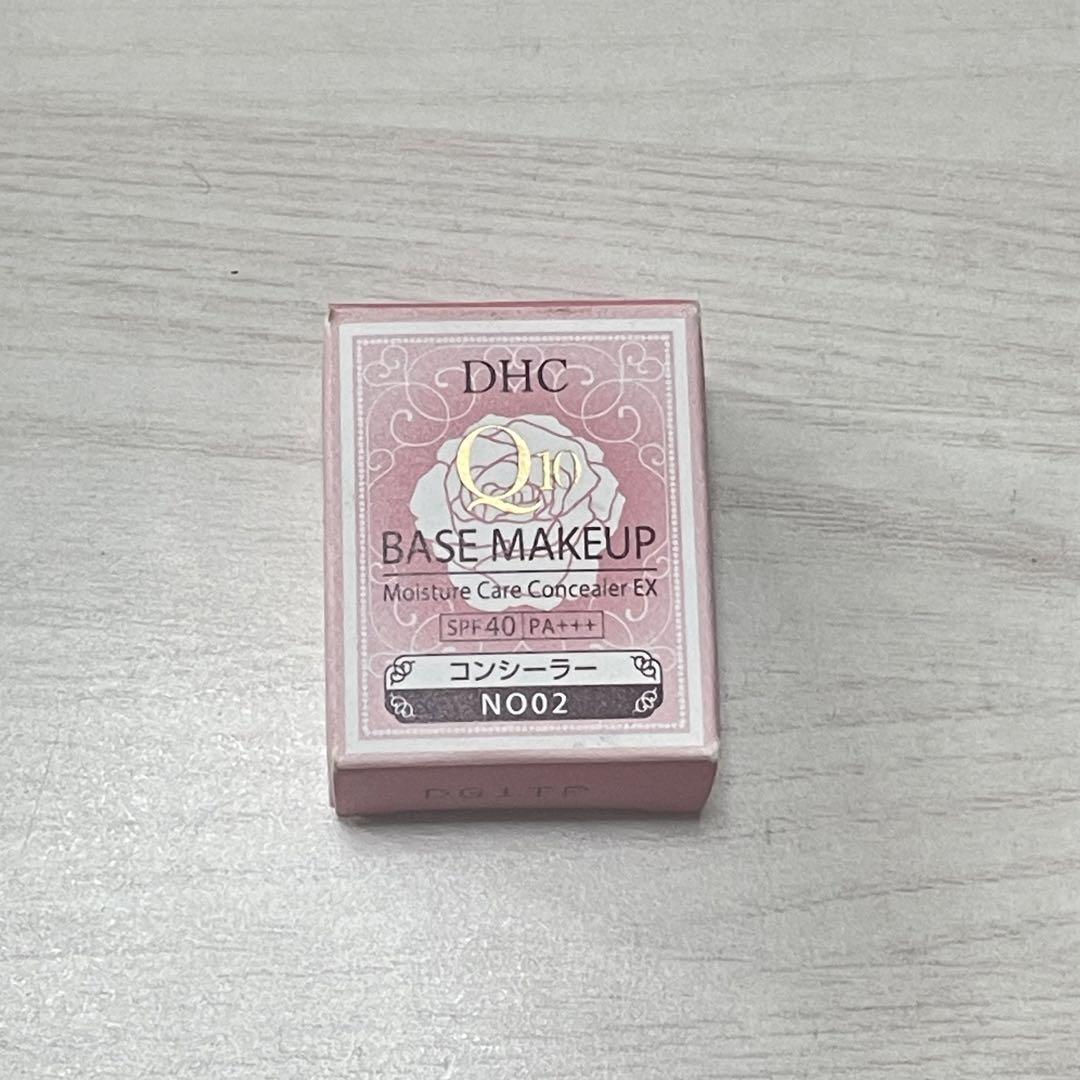 DHC
Q10
BASE MAKEUP
Moisture Care Concealer EX
SPF40 PA+++
コンシーラー
NO02